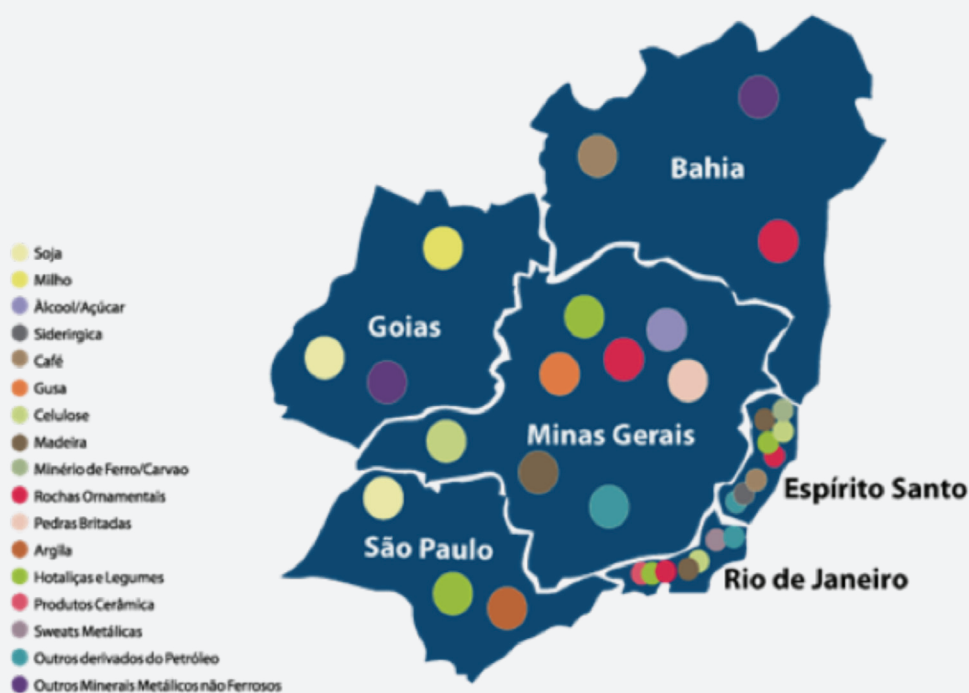 Bahia
Goias
Minas Gerais
Espírito Santo
São Paulo
Rio de Janeiro
Soja
Milho
Àlcool/Açúcar
Siderirgica
Café
Gusa
Celulose
Madeira
Minério de Ferro/Carvao
Rochas Ornamentais
Pedras Britadas
Argila
Hotaliças e Legumes
Produtos Cerâmica
Sweats Metálicas
Outros derivados do Petróleo
Outros Minerais Metálicos não Ferrosos